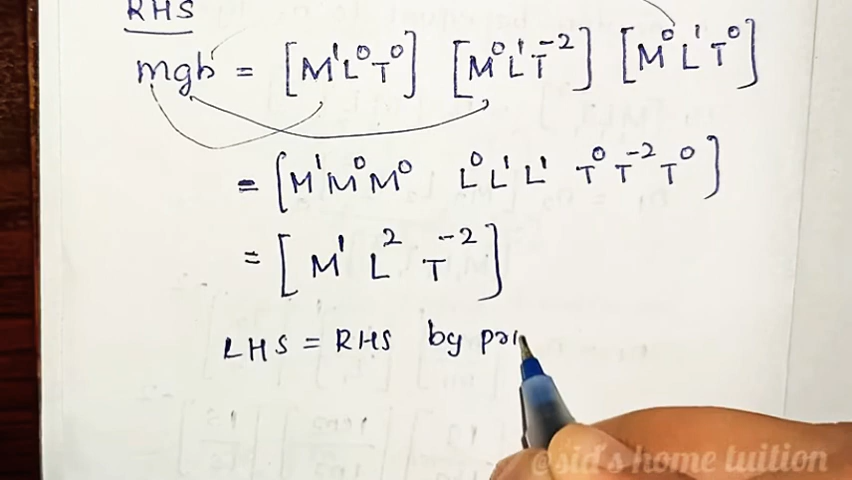 RHS
mgh = [M¹L⁰T⁰] [M⁰L¹T⁻²] [M⁰L¹T⁰]
= [M¹M⁰M⁰ L⁰L¹L¹ T⁰T⁻²T⁰]
= [M¹ L² T⁻²]
LHS = RHS by pri
@sid's home tuition